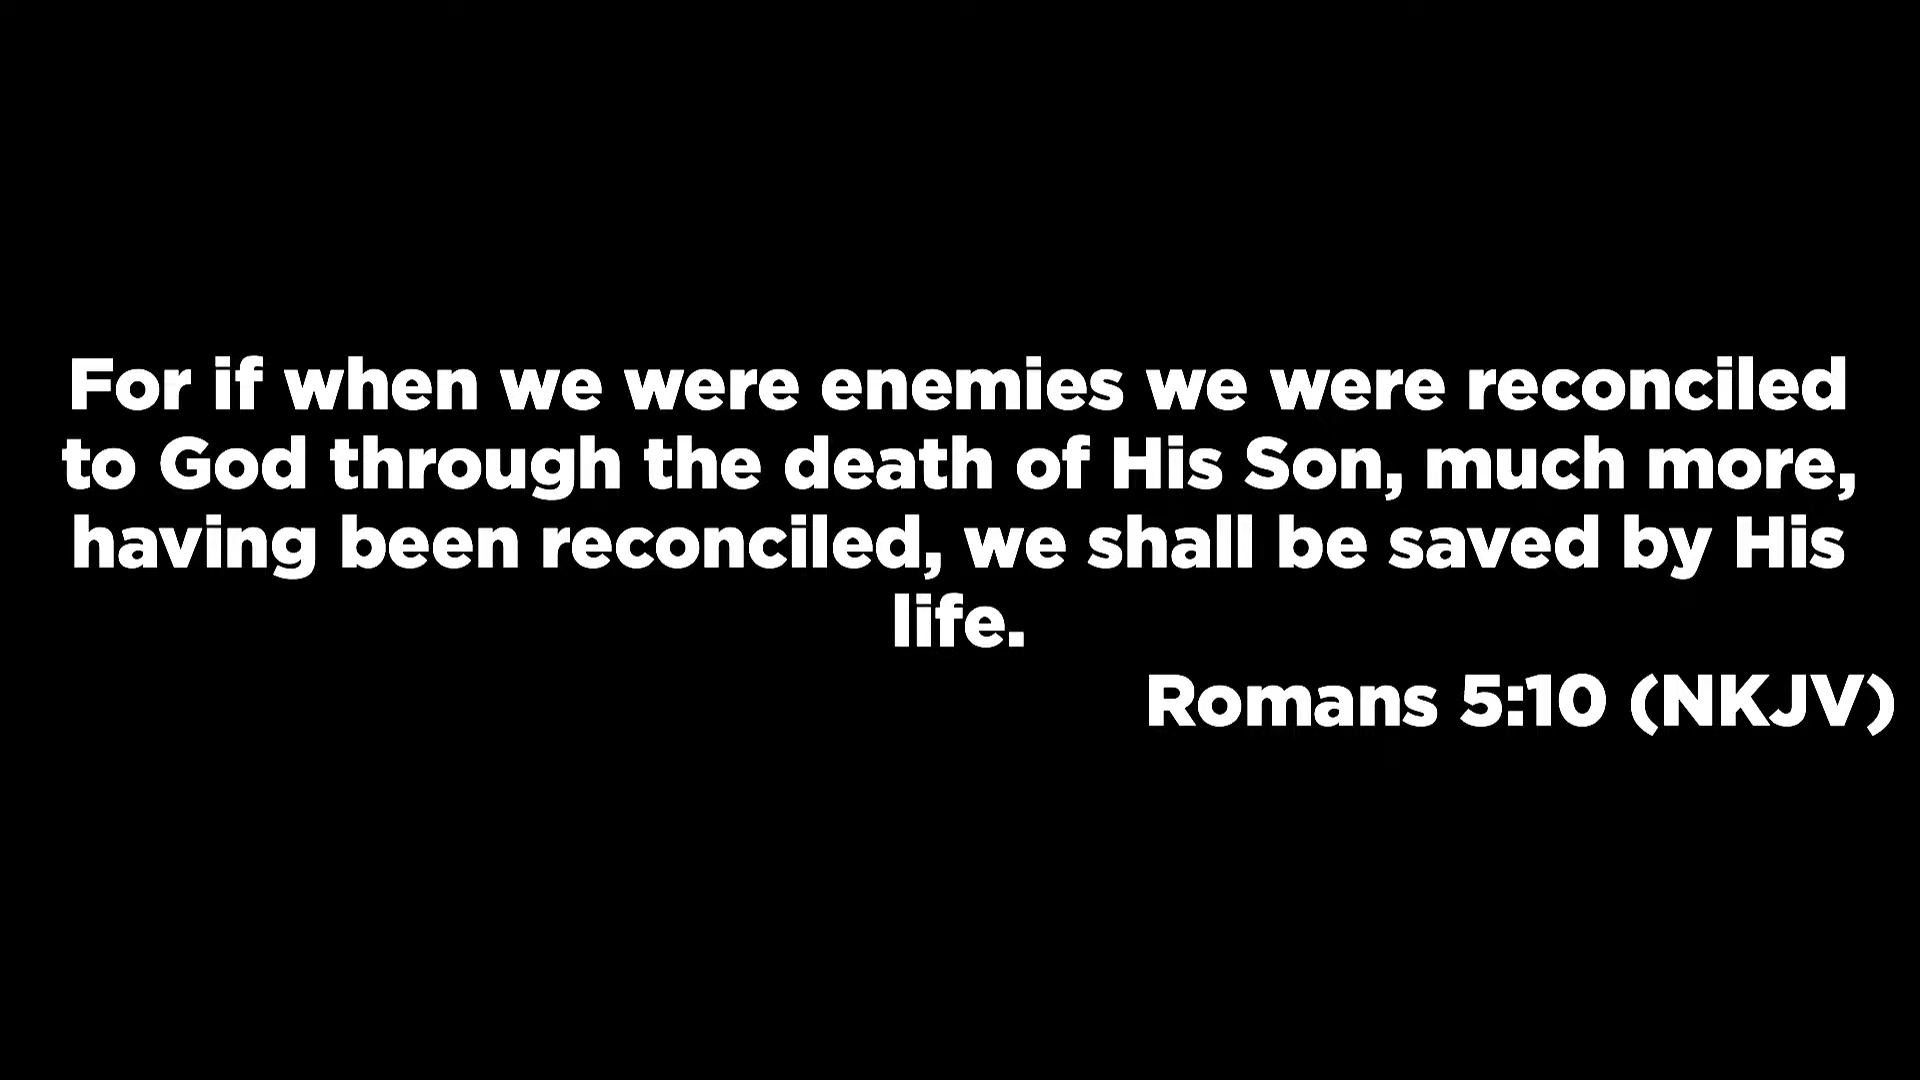 For if when we were enemies we were reconciled
to God through the death of His Son, much more,
having been reconciled, we shall be saved by His
life.
Romans 5:10 (NKJV)